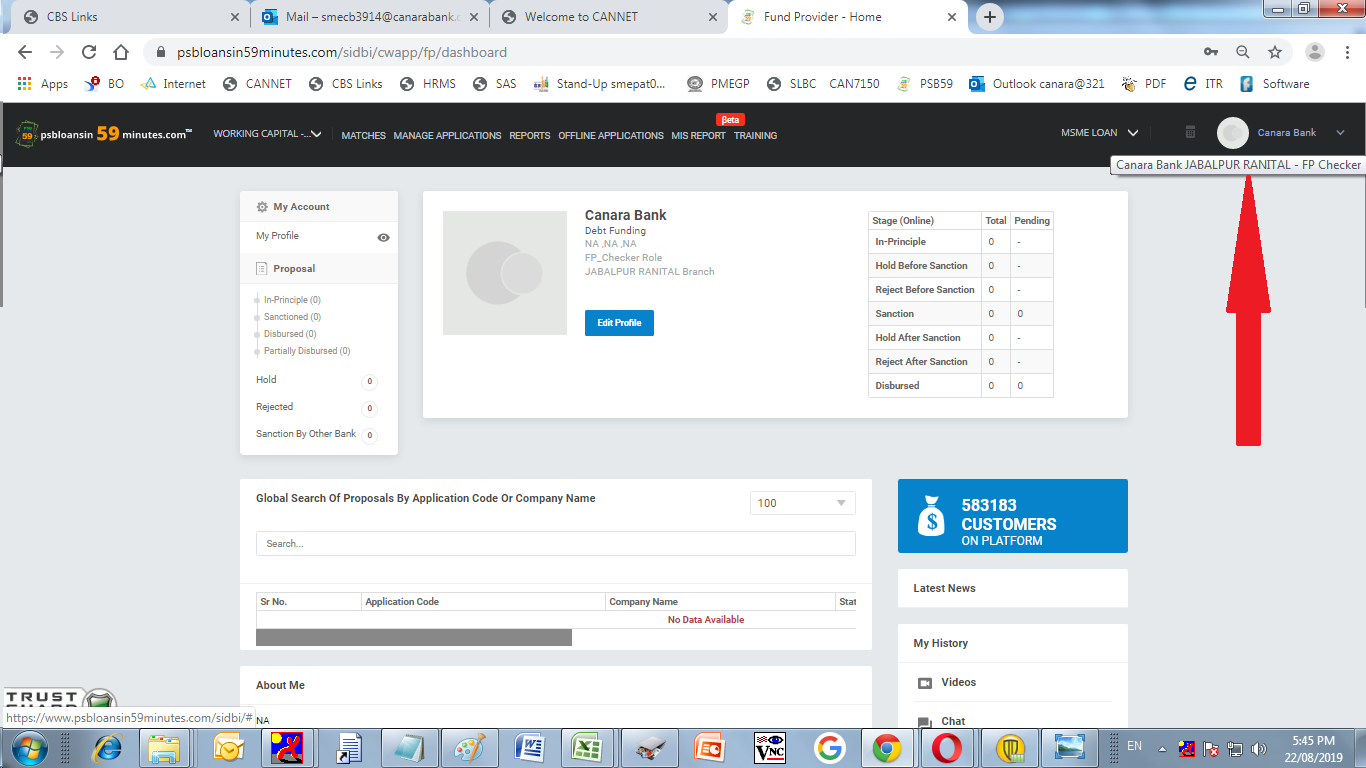 CBS Links
Mail – smecb3914@canarabank.c
Welcome to CANNET
Fund Provider - Home
psbloansin59minutes.com/sidbi/cwapp/fp/dashboard
Apps BO Internet CANNET CBS Links HRMS SAS Stand-Up smepat0... PMEGP SLBC CAN7150 PSB59 Outlook canara@321 PDF ITR Software
psbloansin 59 minutes.com™
WORKING CAPITAL -...
MATCHES MANAGE APPLICATIONS REPORTS OFFLINE APPLICATIONS MIS REPORT TRAINING
βeta
MSME LOAN
Canara Bank
Canara Bank JABALPUR RANITAL - FP Checker
My Account
My Profile
Proposal
In-Principle (0)
Sanctioned (0)
Disbursed (0)
Partially Disbursed (0)
Hold 0
Rejected 0
Sanction By Other Bank 0
Canara Bank
Debt Funding
NA ,NA ,NA
FP_Checker Role
JABALPUR RANITAL Branch
Edit Profile
Stage (Online) Total Pending
In-Principle 0 -
Hold Before Sanction 0 -
Reject Before Sanction 0 -
Sanction 0 0
Hold After Sanction 0 -
Reject After Sanction 0 -
Disbursed 0 0
Global Search Of Proposals By Application Code Or Company Name
100
Search...
Sr No. Application Code Company Name Stat
No Data Available
About Me
NA
583183
CUSTOMERS
ON PLATFORM
Latest News
My History
Videos
Chat
TRUST
https://www.psbloansin59minutes.com/sidbi/#
EN
5:45 PM
22/08/2019